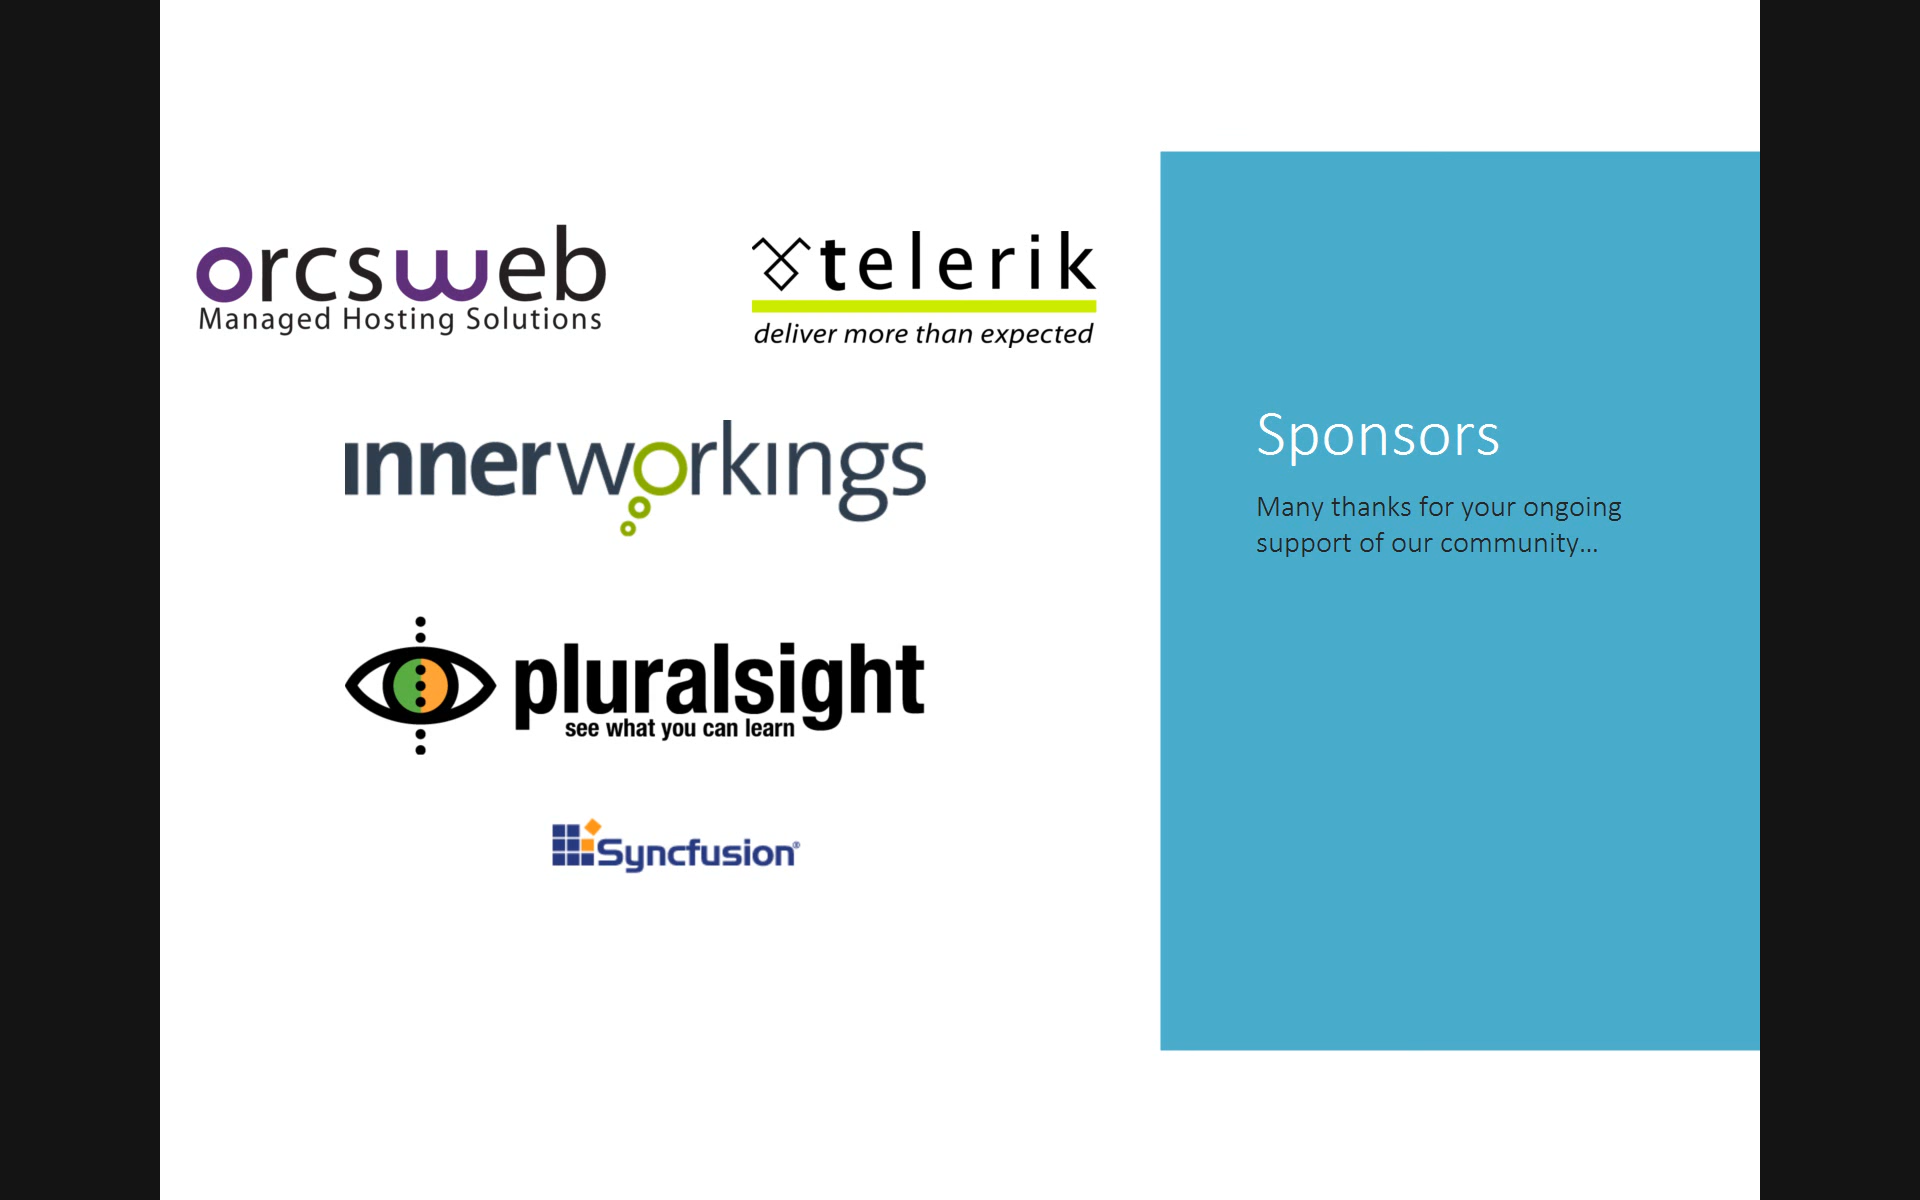 orcsweb
Managed Hosting Solutions
telerik
deliver more than expected
innerworkings
pluralsight
see what you can learn
Syncfusion®
Sponsors
Many thanks for your ongoing
support of our community…